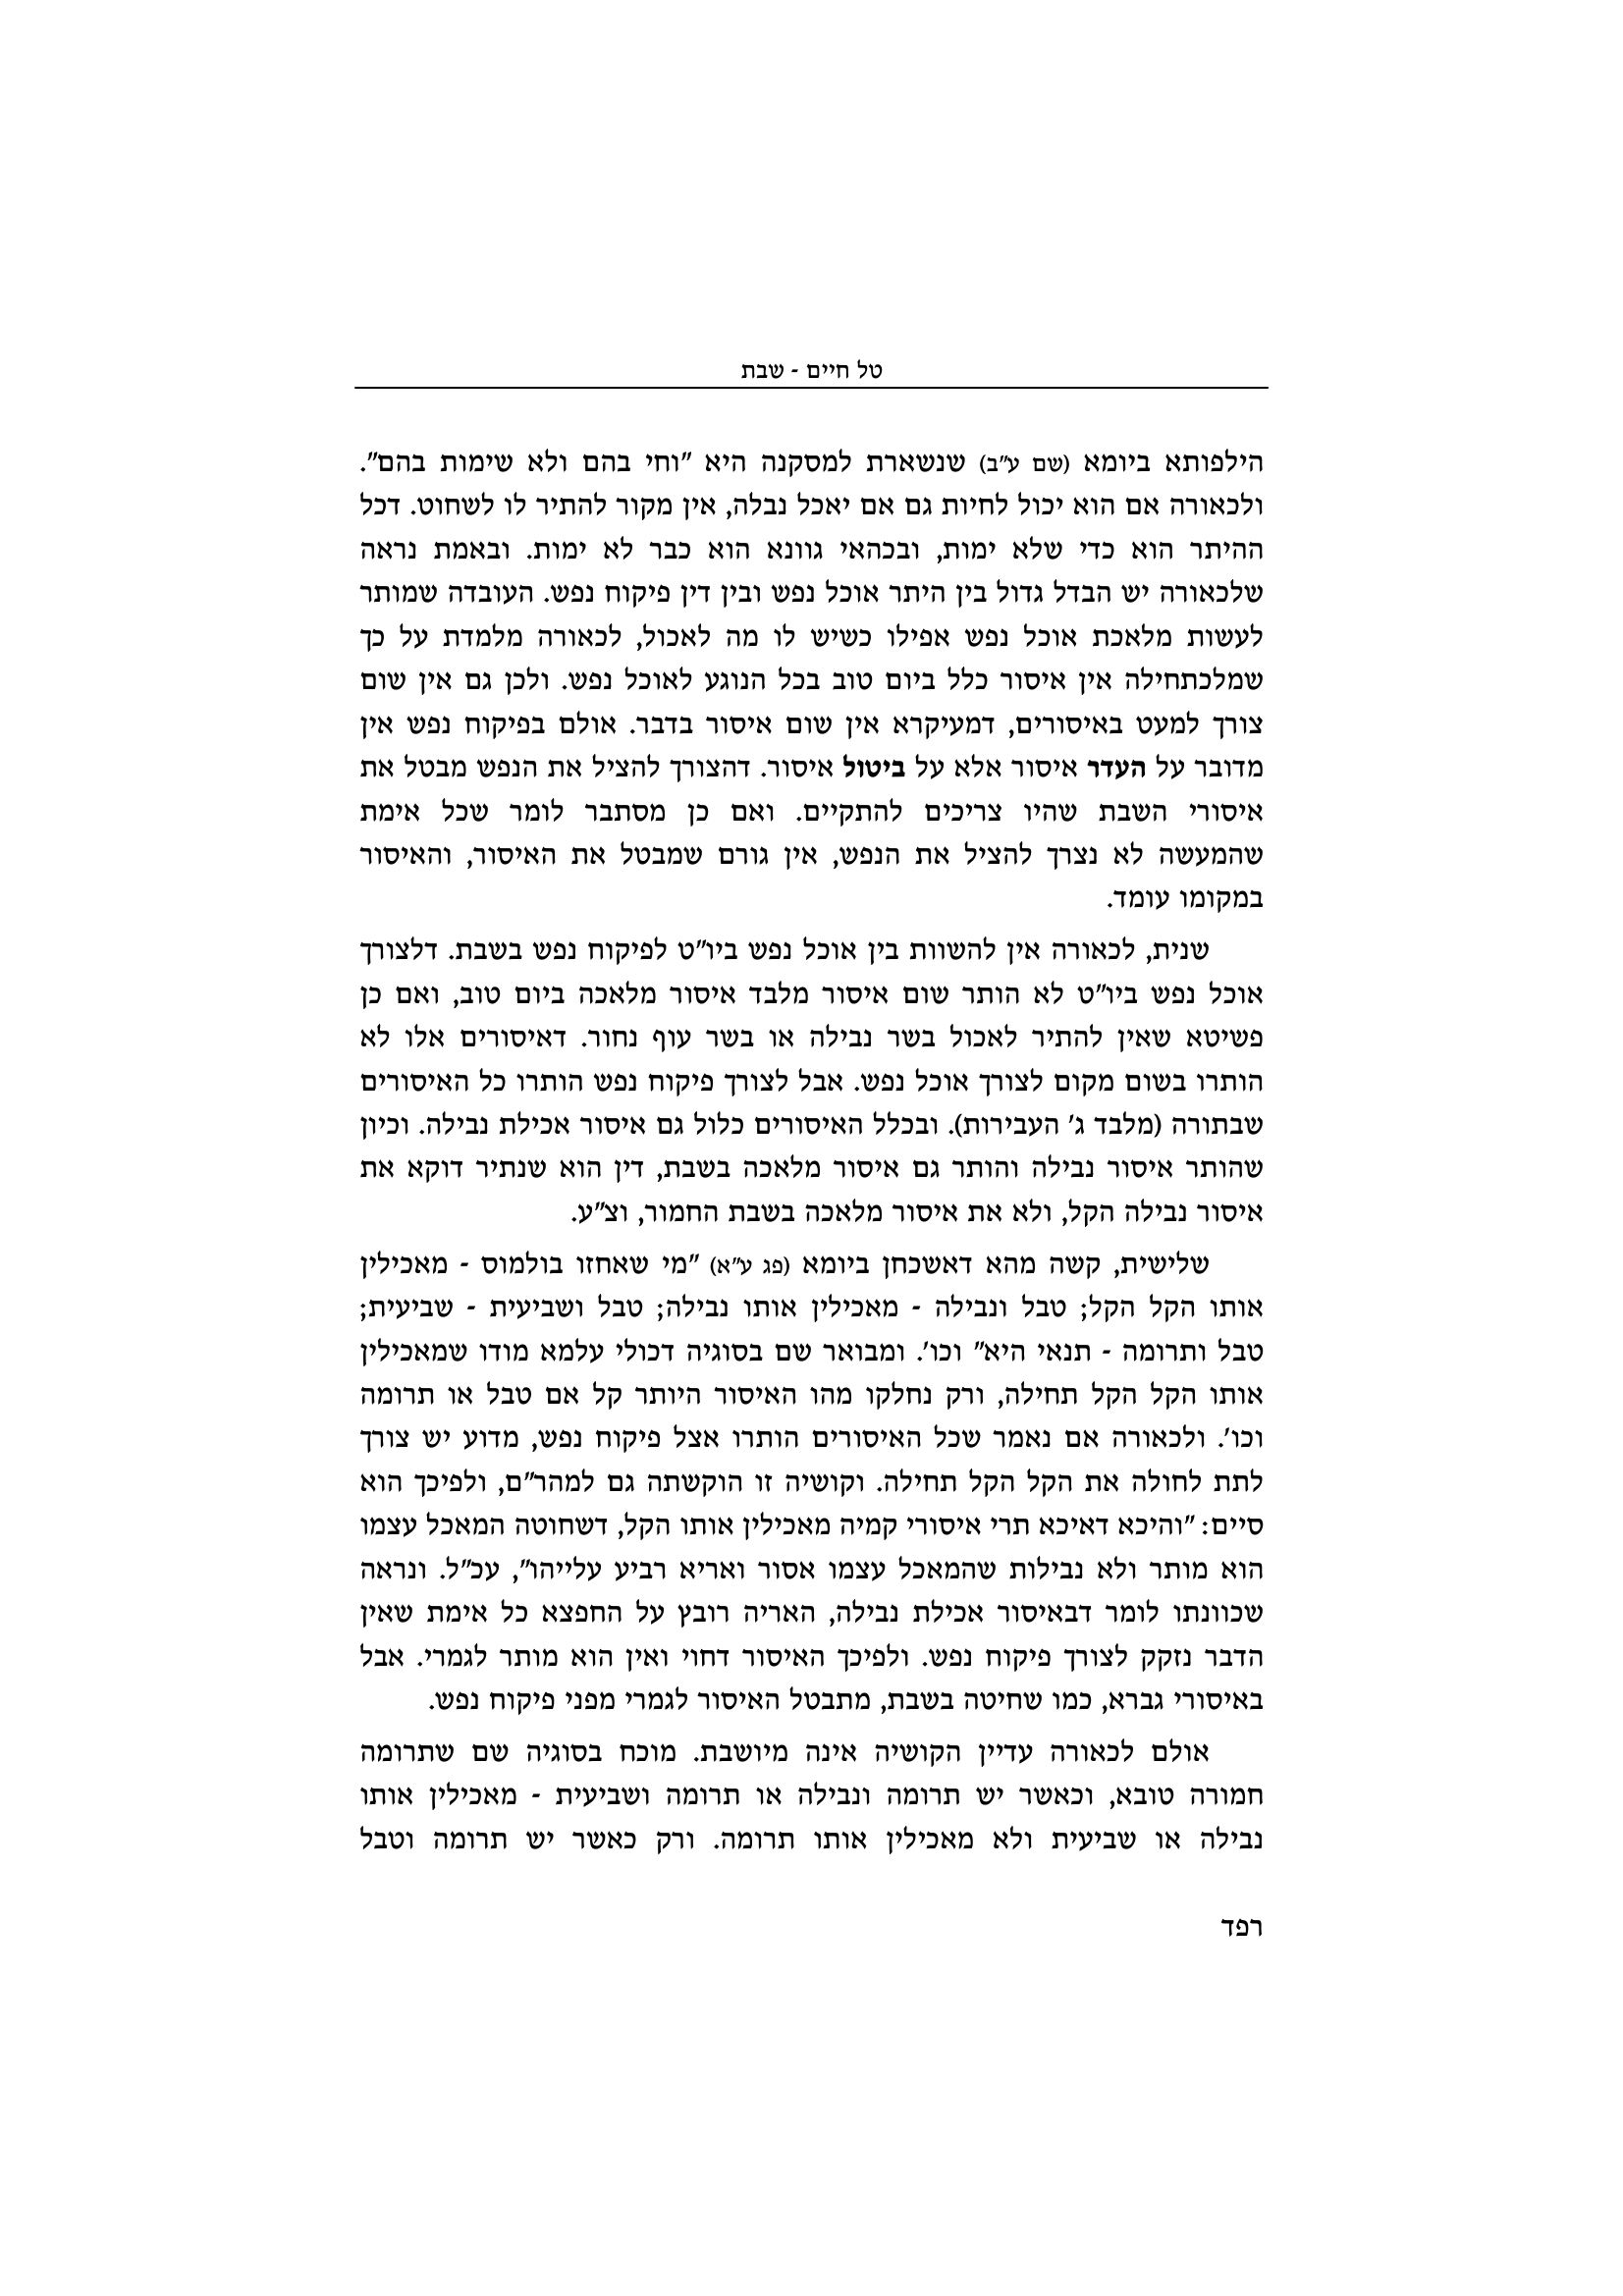 טל חיים - שבת
הילפותא ביומא (שם ע"ב) שנשארת למסקנה היא "וחי בהם ולא שימות בהם".
ולכאורה אם הוא יכול לחיות גם אם יאכל נבלה, אין מקור להתיר לו לשחוט. דכל
ההיתר הוא כדי שלא ימות, ובכהאי גוונא הוא כבר לא ימות. ובאמת נראה
שלכאורה יש הבדל גדול בין היתר אוכל נפש ובין דין פיקוח נפש. העובדה שמותר
לעשות מלאכת אוכל נפש אפילו כשיש לו מה לאכול, לכאורה מלמדת על כך
שמלכתחילה אין איסור כלל ביום טוב בכל הנוגע לאוכל נפש. ולכן גם אין שום
צורך למעט באיסורים, דמעיקרא אין שום איסור בדבר. אולם בפיקוח נפש אין
מדובר על העדר איסור אלא על ביטול איסור. דהצורך להציל את הנפש מבטל את
איסורי השבת שהיו צריכים להתקיים. ואם כן מסתבר לומר שכל אימת
שהמעשה לא נצרך להציל את הנפש, אין גורם שמבטל את האיסור, והאיסור
במקומו עומד.
שנית, לכאורה אין להשוות בין אוכל נפש ביו"ט לפיקוח נפש בשבת. דלצורך
אוכל נפש ביו"ט לא הותר שום איסור מלבד איסור מלאכה ביום טוב, ואם כן
פשיטא שאין להתיר לאכול בשר נבילה או בשר עוף נחור. דאיסורים אלו לא
הותרו בשום מקום לצורך אוכל נפש. אבל לצורך פיקוח נפש הותרו כל האיסורים
שבתורה (מלבד ג' העבירות). ובכלל האיסורים כלול גם איסור אכילת נבילה. וכיון
שהותר איסור נבילה והותר גם איסור מלאכה בשבת, דין הוא שנתיר דוקא את
איסור נבילה הקל, ולא את איסור מלאכה בשבת החמור, וצ"ע.
שלישית, קשה מהא דאשכחן ביומא (פג ע"א) "מי שאחזו בולמוס - מאכילין
אותו הקל הקל; טבל ונבילה - מאכילין אותו נבילה; טבל ושביעית - שביעית;
טבל ותרומה - תנאי היא" וכו'. ומבואר שם בסוגיה דכולי עלמא מודו שמאכילין
אותו הקל הקל תחילה, ורק נחלקו מהו האיסור היותר קל אם טבל או תרומה
וכו'. ולכאורה אם נאמר שכל האיסורים הותרו אצל פיקוח נפש, מדוע יש צורך
לתת לחולה את הקל הקל תחילה. וקושיה זו הוקשתה גם למהר"ם, ולפיכך הוא
סיים: "והיכא דאיכא תרי איסורי קמיה מאכילין אותו הקל, דשחוטה המאכל עצמו
הוא מותר ולא נבילות שהמאכל עצמו אסור ואריא רביע עלייהו", עכ"ל. ונראה
שכוונתו לומר דבאיסור אכילת נבילה, האריה רובץ על החפצא כל אימת שאין
הדבר נזקק לצורך פיקוח נפש. ולפיכך האיסור דחוי ואין הוא מותר לגמרי. אבל
באיסורי גברא, כמו שחיטה בשבת, מתבטל האיסור לגמרי מפני פיקוח נפש.
אולם לכאורה עדיין הקושיה אינה מיושבת. מוכח בסוגיה שם שתרומה
חמורה טובא, וכאשר יש תרומה ונבילה או תרומה ושביעית - מאכילין אותו
נבילה או שביעית ולא מאכילין אותו תרומה. ורק כאשר יש תרומה וטבל
רפד